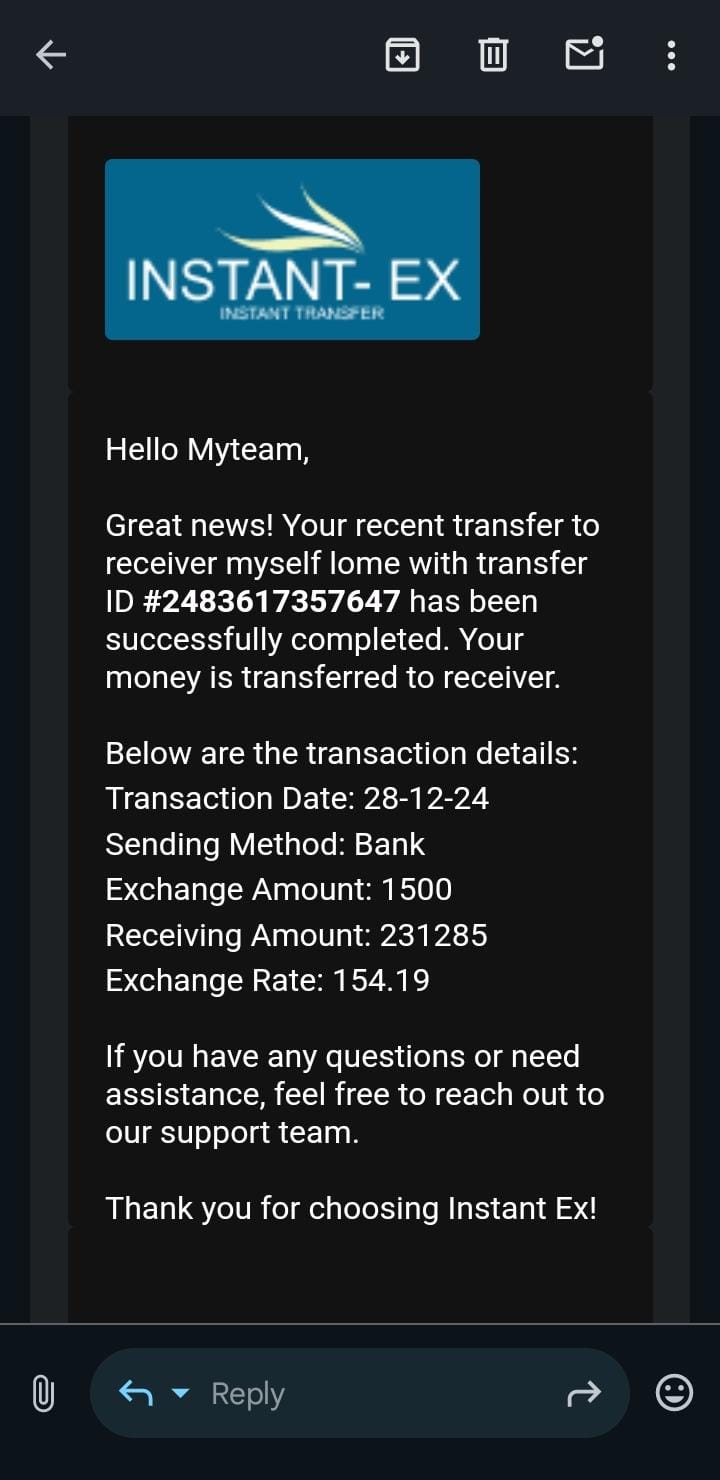 INSTANT- EX
INSTANT TRANSFER
Hello Myteam,
Great news! Your recent transfer to
receiver myself lome with transfer
ID #2483617357647 has been
successfully completed. Your
money is transferred to receiver.
Below are the transaction details:
Transaction Date: 28-12-24
Sending Method: Bank
Exchange Amount: 1500
Receiving Amount: 231285
Exchange Rate: 154.19
If you have any questions or need
assistance, feel free to reach out to
our support team.
Thank you for choosing Instant Ex!
Reply